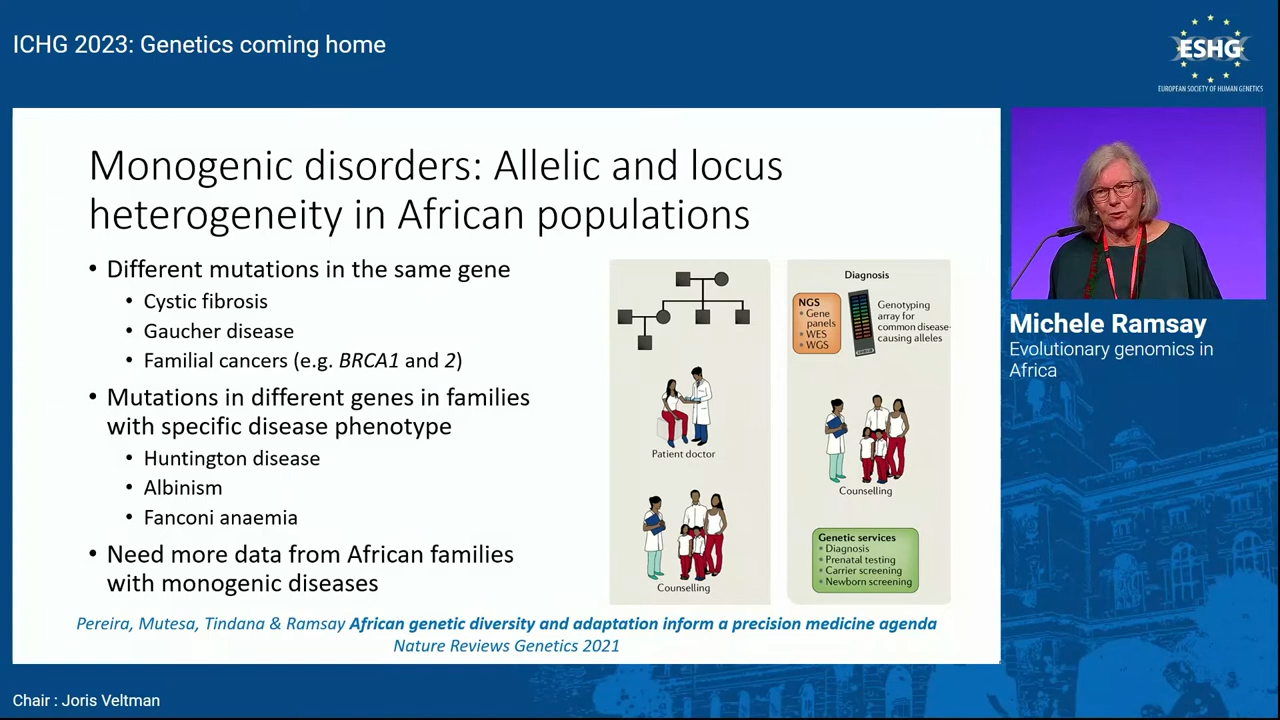 ICHG 2023: Genetics coming home
ESHG
EUROPEAN SOCIETY OF HUMAN GENETICS
Monogenic disorders: Allelic and locus
heterogeneity in African populations
• Different mutations in the same gene
• Cystic fibrosis
• Gaucher disease
• Familial cancers (e.g. BRCA1 and 2)
• Mutations in different genes in families
with specific disease phenotype
• Huntington disease
• Albinism
• Fanconi anaemia
• Need more data from African families
with monogenic diseases
Patient doctor
Counselling
Diagnosis
NGS
• Gene
panels
• WES
• WGS
Genotyping
array for
common disease-
causing alleles
Counselling
Genetic services
• Diagnosis
• Prenatal testing
• Carrier screening
• Newborn screening
Pereira, Mutesa, Tindana & Ramsay African genetic diversity and adaptation inform a precision medicine agenda
Nature Reviews Genetics 2021
Michele Ramsay
Evolutionary genomics in
Africa
Chair : Joris Veltman